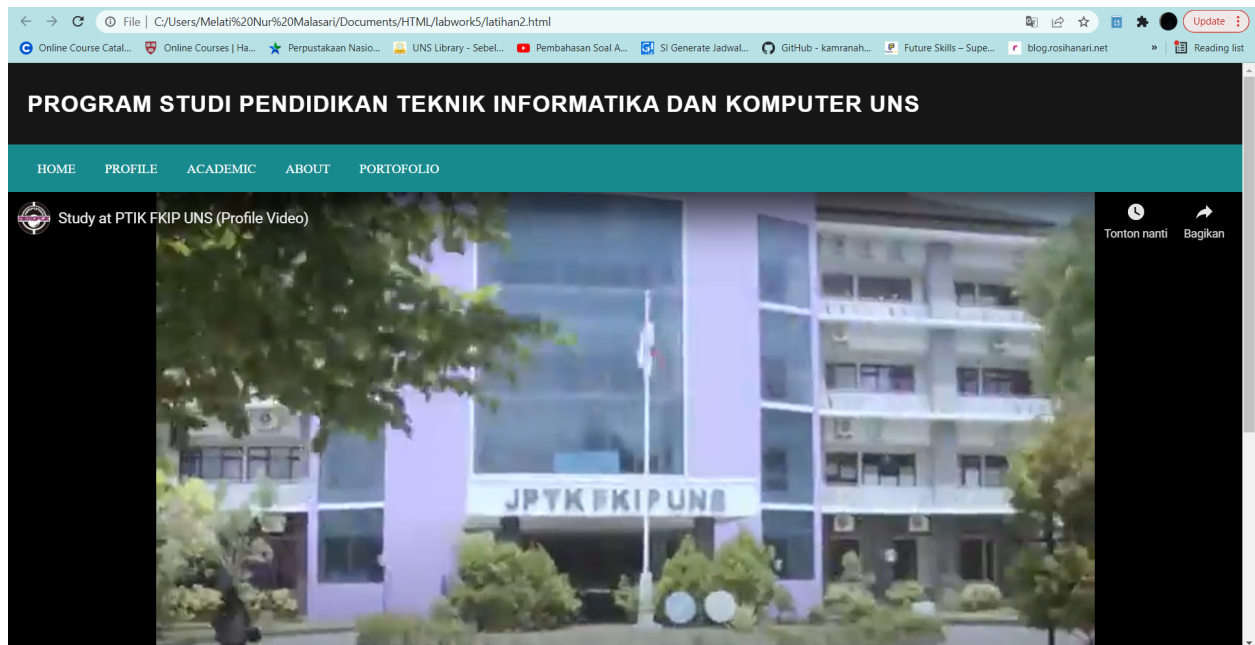 File | C:/Users/Melati%20Nur%20Malasari/Documents/HTML/labwork5/latihan2.html
Update
Online Course Catal... Online Courses | Ha... Perpustakaan Nasio... UNS Library - Sebel... Pembahasan Soal A... SI Generate Jadwal... GitHub - kamranah... Future Skills – Supe... blog.rosihanari.net » Reading list
PROGRAM STUDI PENDIDIKAN TEKNIK INFORMATIKA DAN KOMPUTER UNS
HOME PROFILE ACADEMIC ABOUT PORTOFOLIO
Study at PTIK FKIP UNS (Profile Video)
Tonton nanti Bagikan
JPTK FKIP UNS